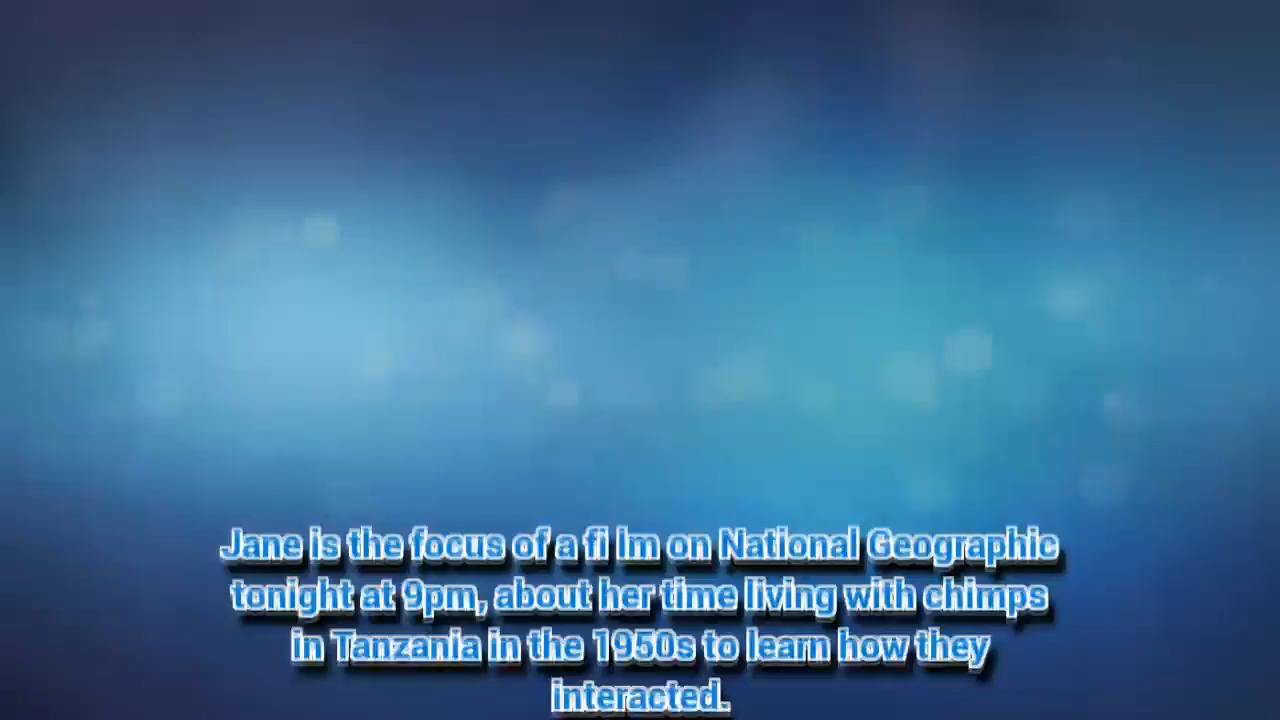 Jane is the focus of a fi lm on National Geographic
tonight at 9pm, about her time living with chimps
in Tanzania in the 1950s to learn how they
interacted.